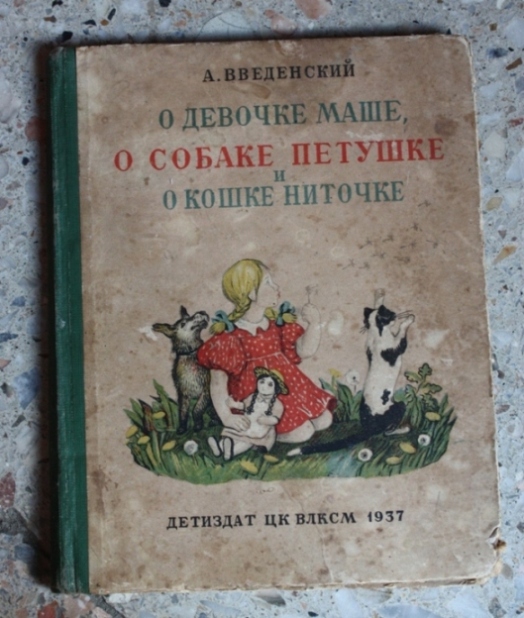 А. ВВЕДЕНСКИЙ
О ДЕВОЧКЕ МАШЕ,
О СОБАКЕ ПЕТУШКЕ
И
О КОШКЕ НИТОЧКЕ
ДЕТИЗДАТ ЦК ВЛКСМ 1937